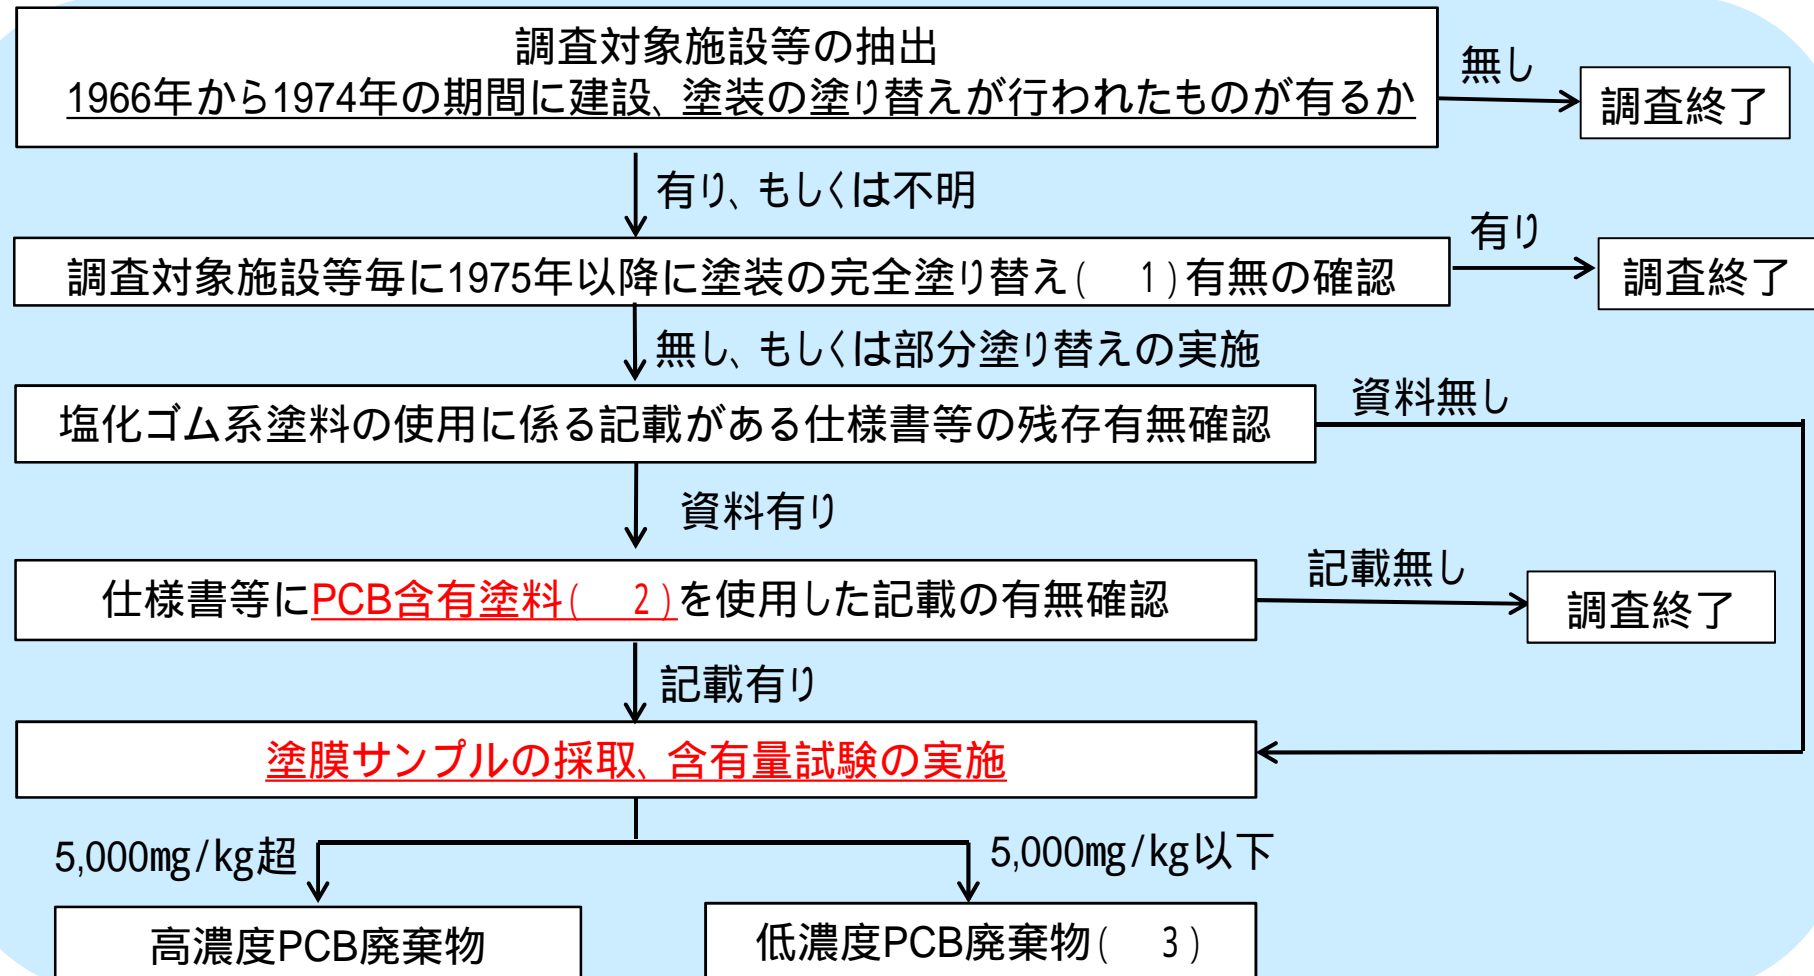 調査対象施設等の抽出
1966年から1974年の期間に建設、塗装の塗り替えが行われたものが有るか
無し
調査終了
有り、もしくは不明
調査対象施設等毎に1975年以降に塗装の完全塗り替え(　1)有無の確認
有り
調査終了
無し、もしくは部分塗り替えの実施
塩化ゴム系塗料の使用に係る記載がある仕様書等の残存有無確認
資料無し
資料有り
仕様書等にPCB含有塗料(　2)を使用した記載の有無確認
記載無し
調査終了
記載有り
塗膜サンプルの採取、含有量試験の実施
5,000㎎/kg超
5,000㎎/kg以下
高濃度PCB廃棄物
低濃度PCB廃棄物(　3)